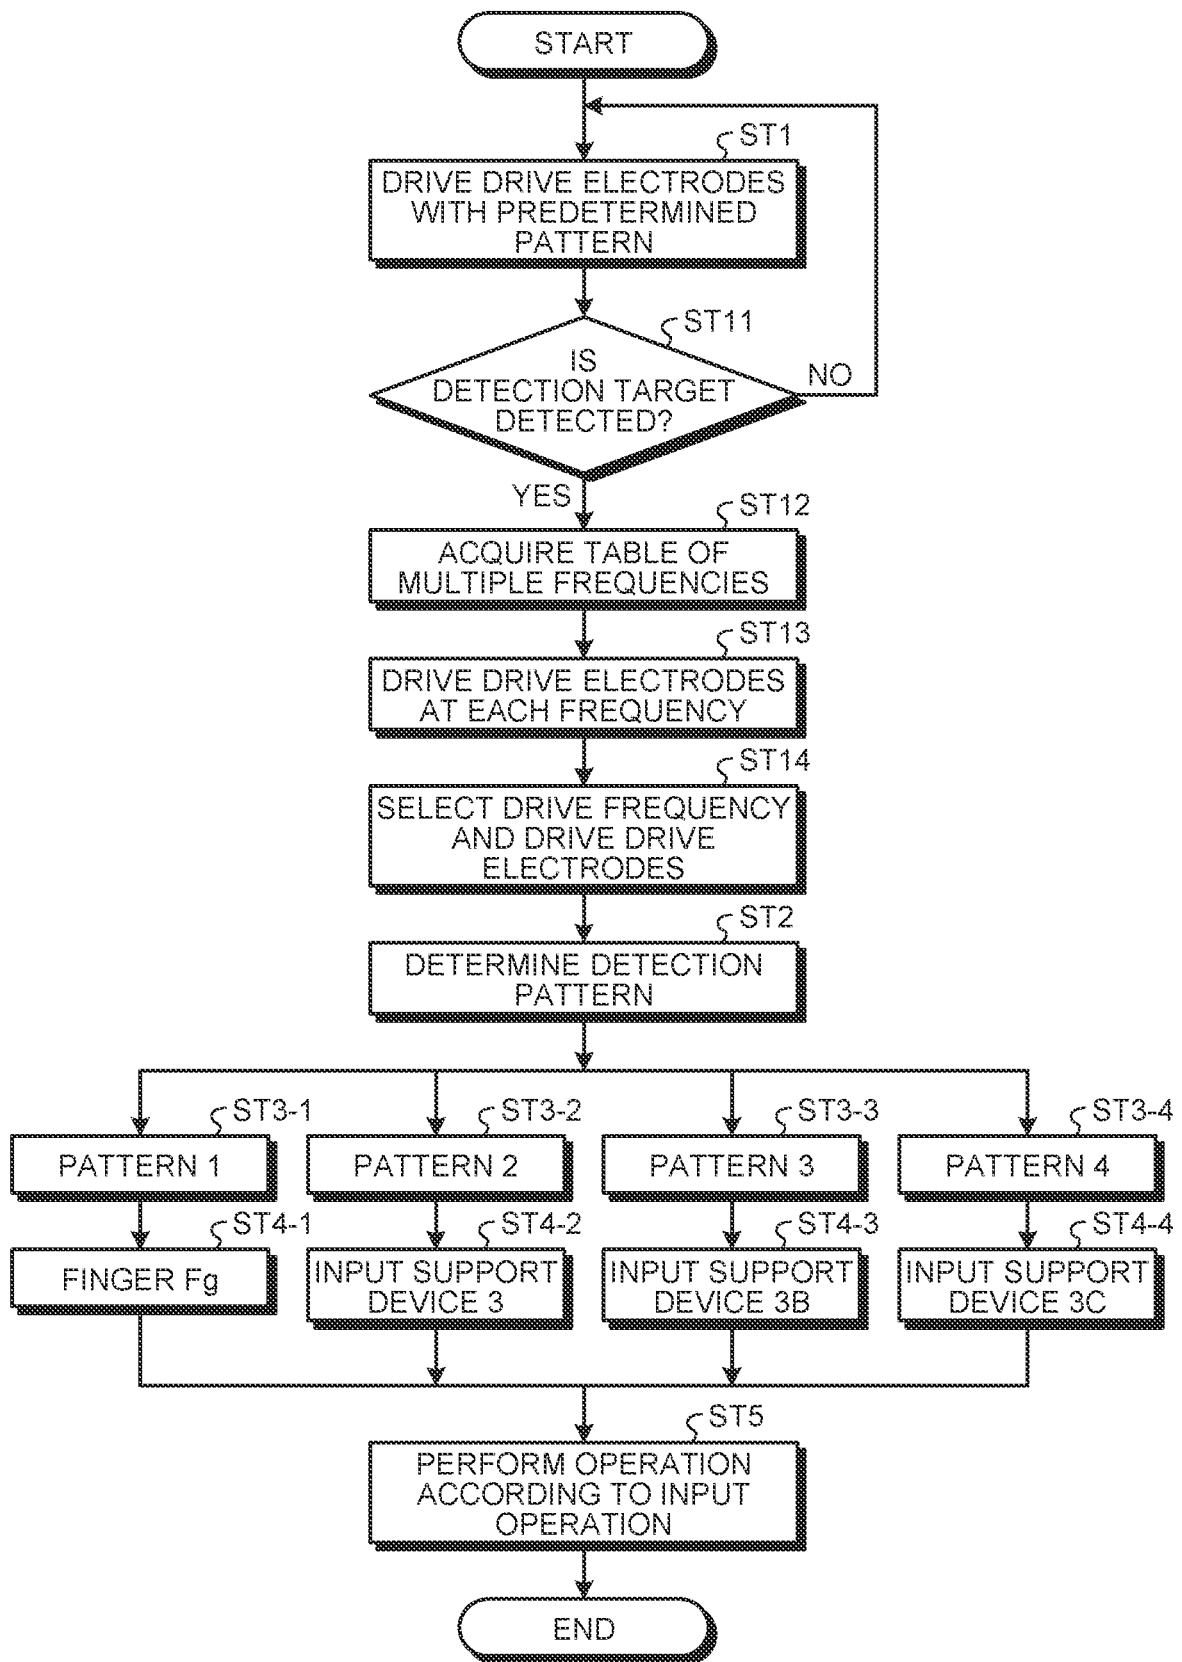 START
ST1
DRIVE DRIVE ELECTRODES
WITH PREDETERMINED
PATTERN
ST11
IS
DETECTION TARGET
DETECTED?
NO
YES
ST12
ACQUIRE TABLE OF
MULTIPLE FREQUENCIES
ST13
DRIVE DRIVE ELECTRODES
AT EACH FREQUENCY
ST14
SELECT DRIVE FREQUENCY
AND DRIVE DRIVE
ELECTRODES
ST2
DETERMINE DETECTION
PATTERN
ST3-1
PATTERN 1
ST3-2
PATTERN 2
ST3-3
PATTERN 3
ST3-4
PATTERN 4
ST4-1
FINGER Fg
ST4-2
INPUT SUPPORT
DEVICE 3
ST4-3
INPUT SUPPORT
DEVICE 3B
ST4-4
INPUT SUPPORT
DEVICE 3C
ST5
PERFORM OPERATION
ACCORDING TO INPUT
OPERATION
END